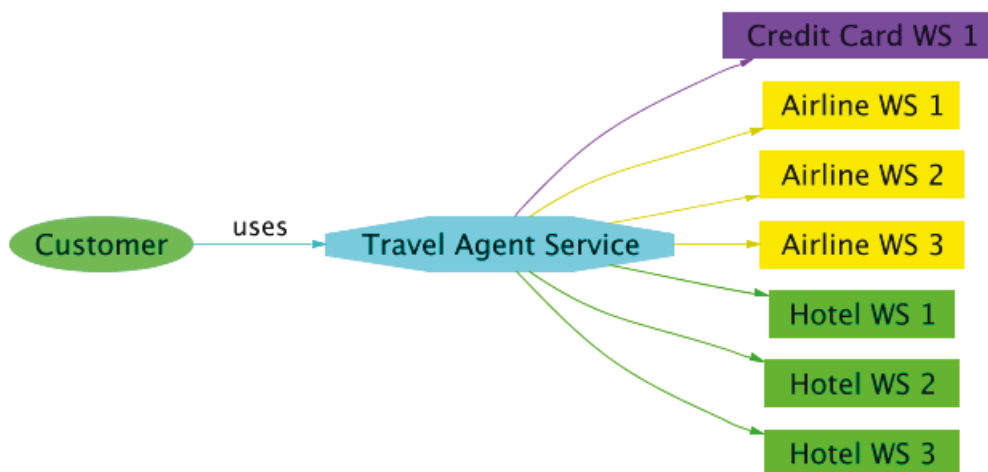 Credit Card WS 1
Airline WS 1
Airline WS 2
uses
Customer
Travel Agent Service
Airline WS 3
Hotel WS 1
Hotel WS 2
Hotel WS 3